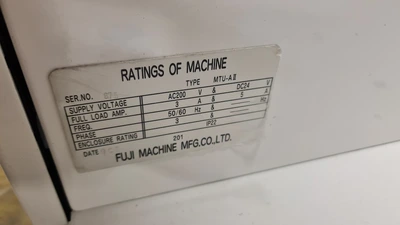 RATINGS OF MACHINE
TYPE MTU-AII
SER.NO.
SUPPLY VOLTAGE AC200 V & DC24 V
FULL LOAD AMP. 3 A & 5 A
FREQ. 50/60 Hz & Hz
PHASE 3
ENCLOSURE RATING IP22
DATE 201
FUJI MACHINE MFG.CO.,LTD.